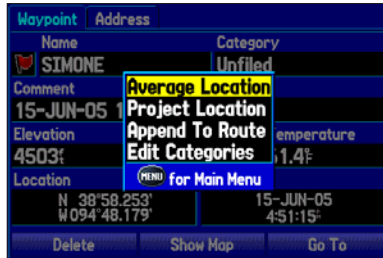 Waypoint Address
Name Category
SIMONE Unfiled
Comment
15-JUN-05 1
Average Location
Project Location
Append To Route
Edit Categories
MENU for Main Menu
Elevation emperature
4503 1.4°F
Location
N 38°58.253' 15-JUN-05
W094°48.179' 4:51:15
Delete Show Map Go To